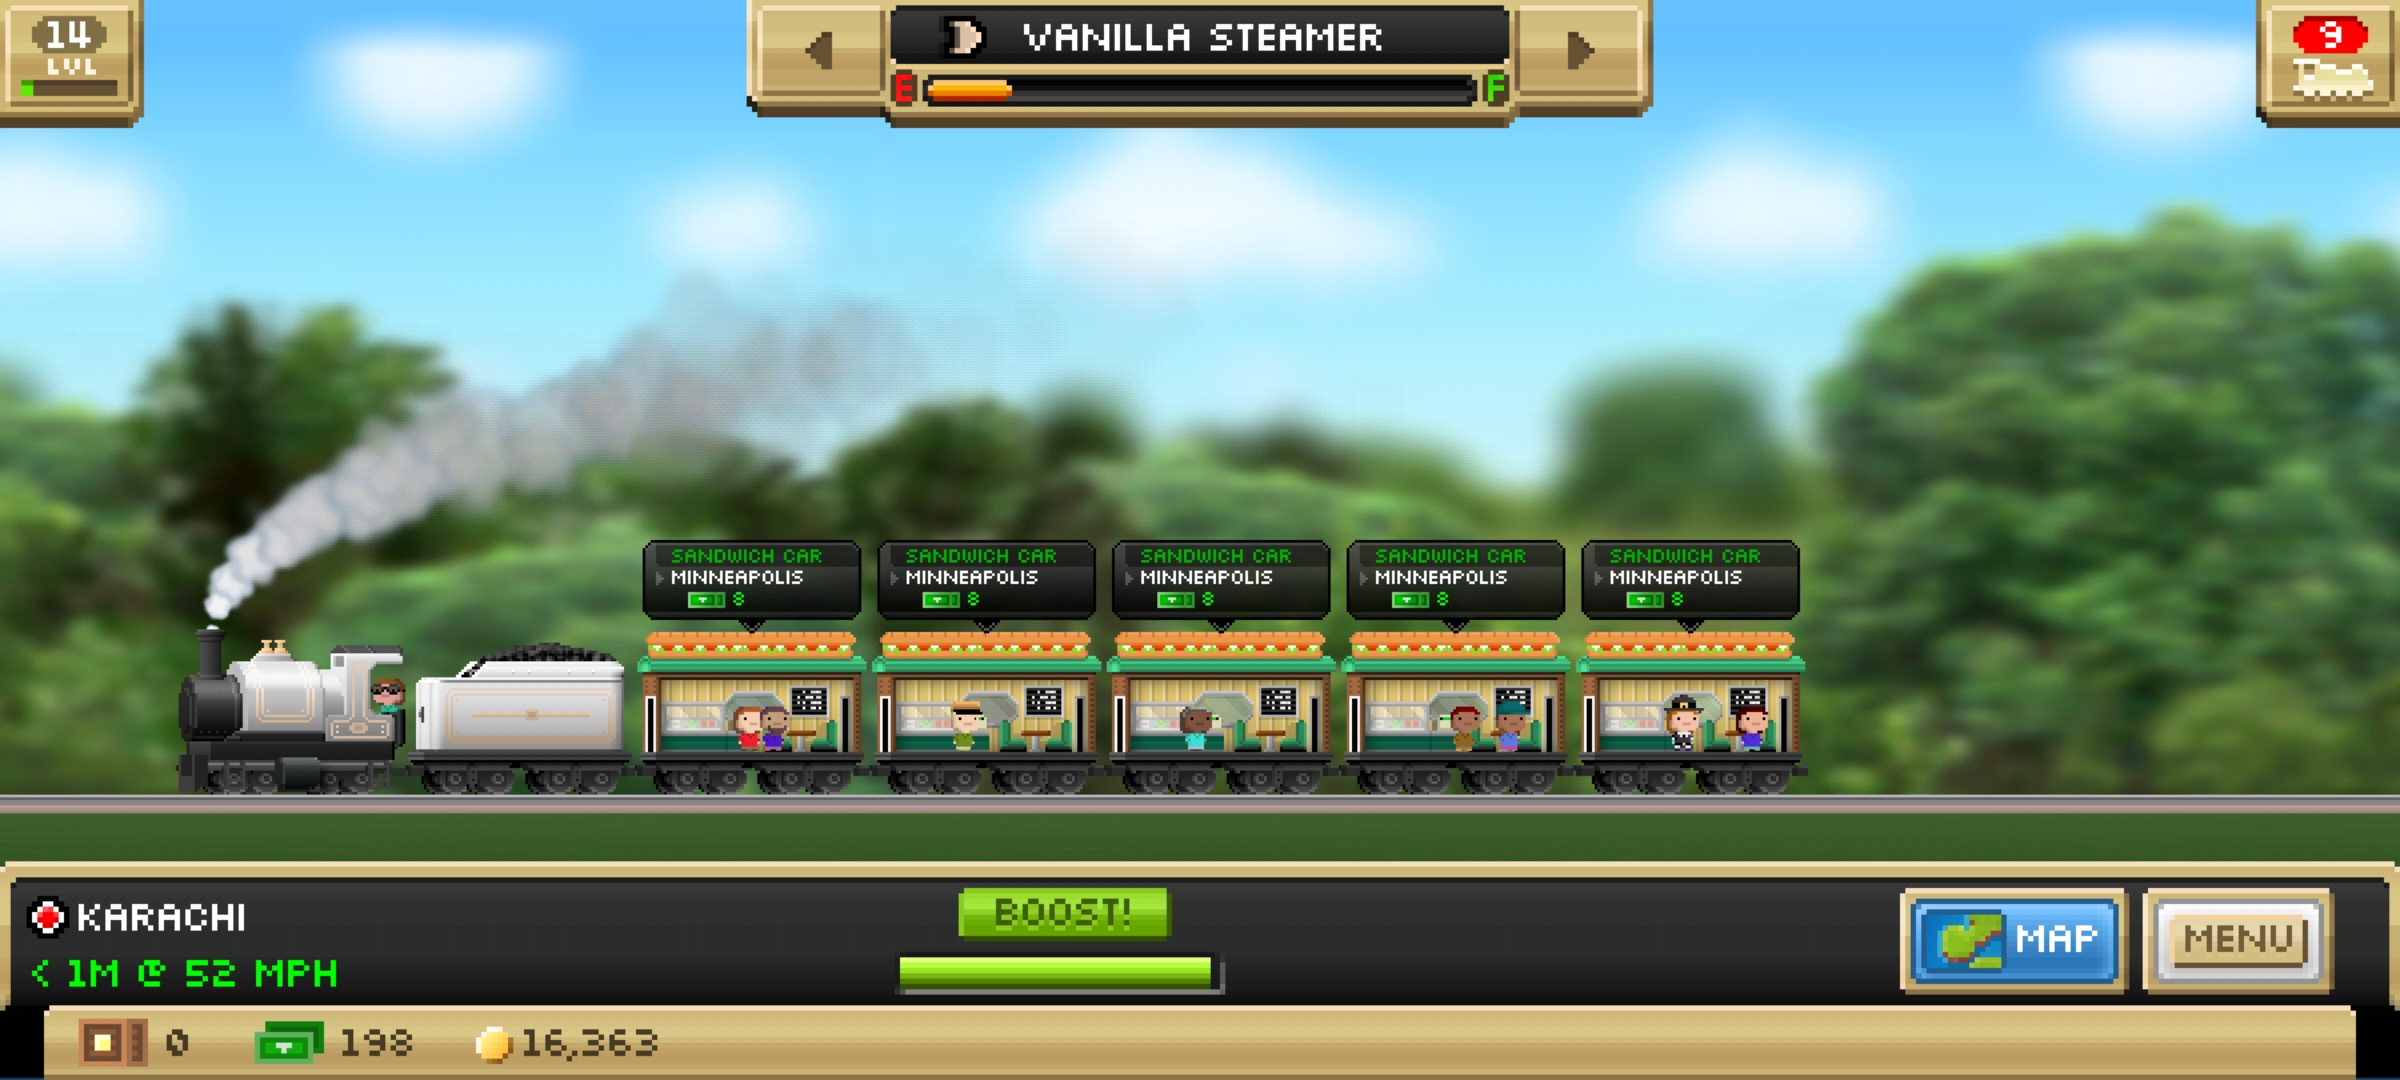 14
LVL
VANILLA STEAMER
E
F
9
SANDWICH CAR
MINNEAPOLIS
8
SANDWICH CAR
MINNEAPOLIS
8
SANDWICH CAR
MINNEAPOLIS
8
SANDWICH CAR
MINNEAPOLIS
8
SANDWICH CAR
MINNEAPOLIS
8
KARACHI
< 1M @ 52 MPH
BOOST!
MAP
MENU
0
198
16,363